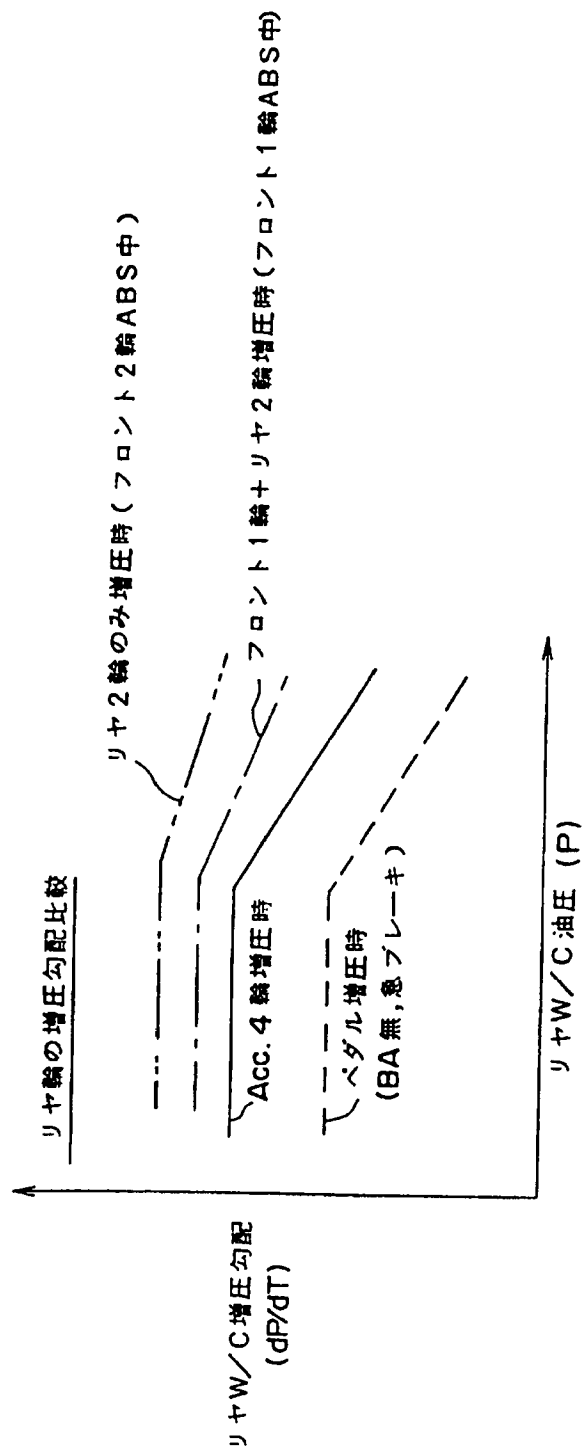 リヤ輪の増圧勾配比較
リヤ2輪のみ増圧時(フロント2輪ABS中)
フロント1輪+リヤ2輪増圧時(フロント1輪ABS中)
Acc.4輪増圧時
ペダル増圧時
(BA無,急ブレーキ)
リヤW/C増圧勾配
(dP/dT)
リヤW/C油圧 (P)